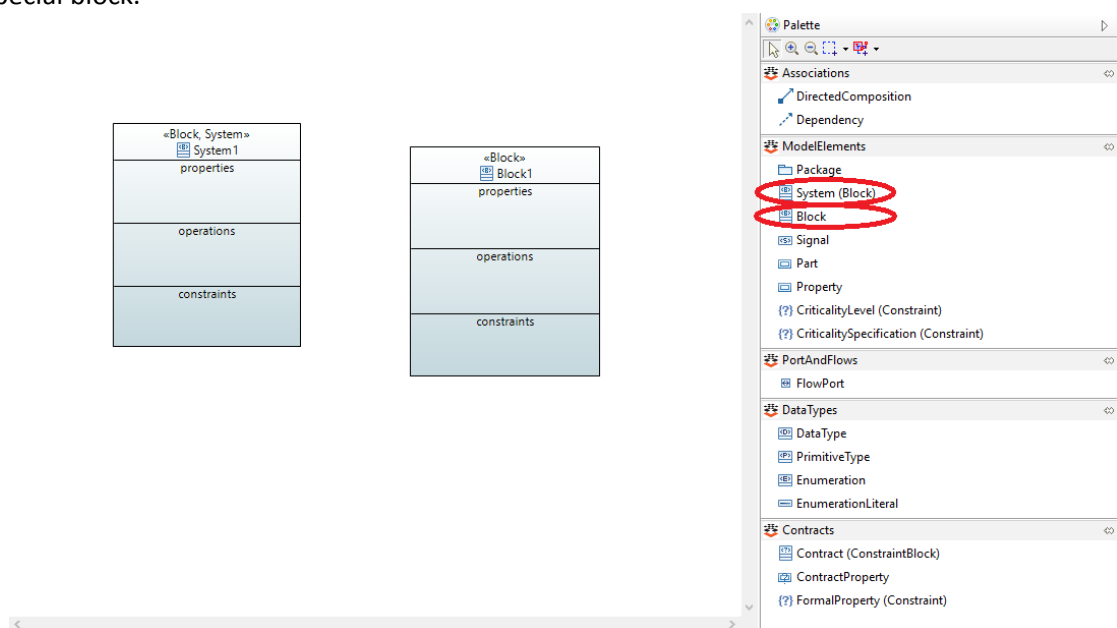 special block.
«Block, System»
System1
properties
operations
constraints
«Block»
Block1
properties
operations
constraints
Palette
Associations
DirectedComposition
Dependency
ModelElements
Package
System (Block)
Block
Signal
Part
Property
{?} CriticalityLevel (Constraint)
{?} CriticalitySpecification (Constraint)
PortAndFlows
FlowPort
DataTypes
DataType
PrimitiveType
Enumeration
EnumerationLiteral
Contracts
Contract (ConstraintBlock)
ContractProperty
{?} FormalProperty (Constraint)